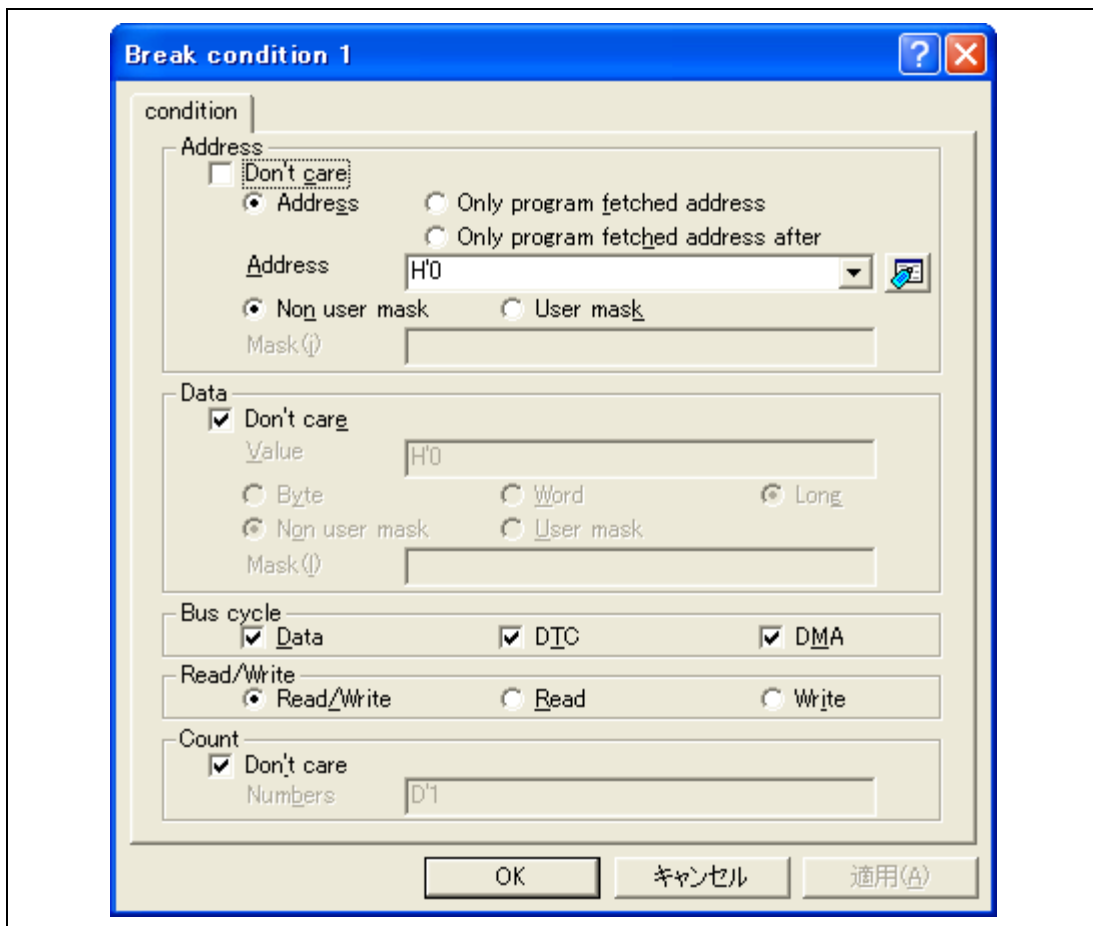 Break condition 1
condition
Address
Don't care
Address Only program fetched address
Only program fetched address after
Address H'0
Non user mask User mask
Mask(j)
Data
Don't care
Value H'0
Byte Word Long
Non user mask User mask
Mask(l)
Bus cycle
Data DTC DMA
Read/Write
Read/Write Read Write
Count
Don't care
Numbers D'1
OK キャンセル 適用(A)